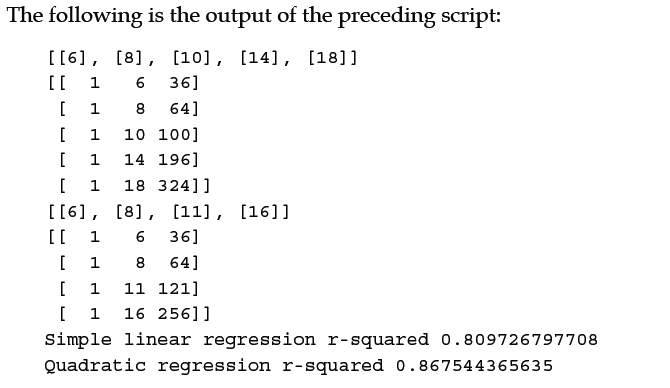 The following is the output of the preceding script:
[[6], [8], [10], [14], [18]]
[[  1   6  36]
 [  1   8  64]
 [  1  10 100]
 [  1  14 196]
 [  1  18 324]]
[[6], [8], [11], [16]]
[[  1   6  36]
 [  1   8  64]
 [  1  11 121]
 [  1  16 256]]
Simple linear regression r-squared 0.809726797708
Quadratic regression r-squared 0.867544365635